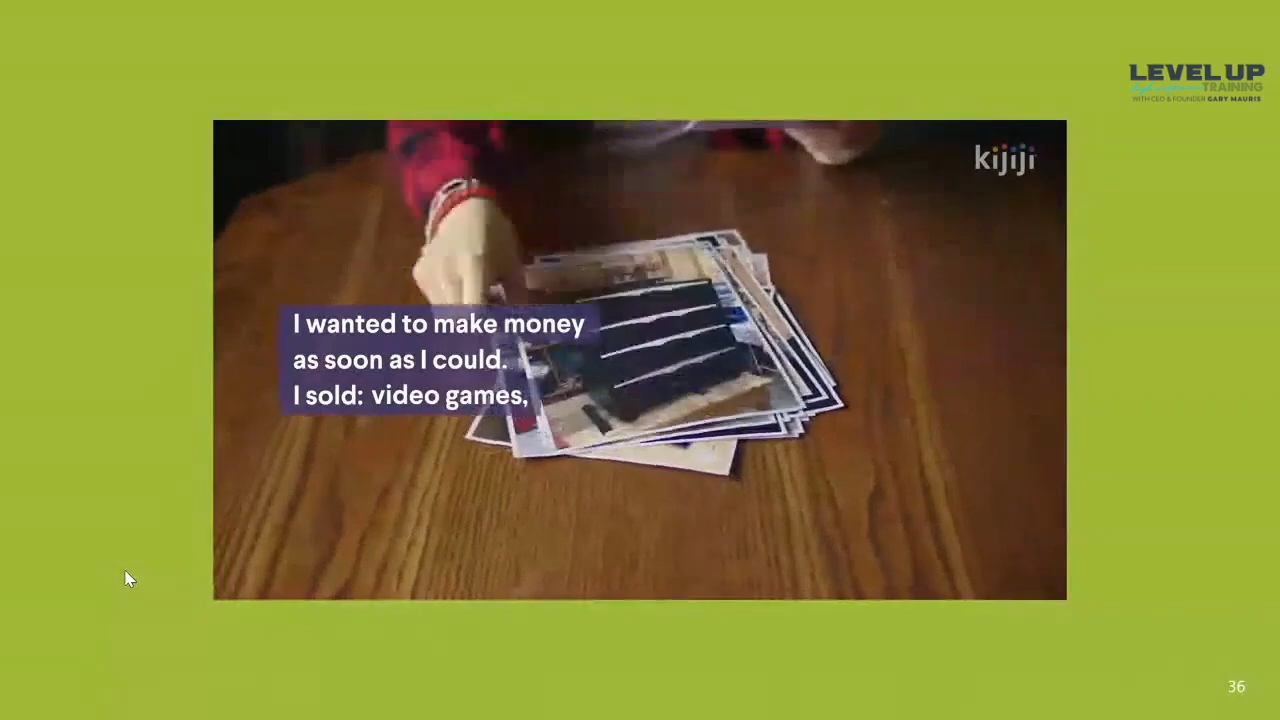 LEVEL UP
TRAINING
WITH CEO & FOUNDER GARY MAURIS
kijiji
I wanted to make money
as soon as I could.
I sold: video games,
36